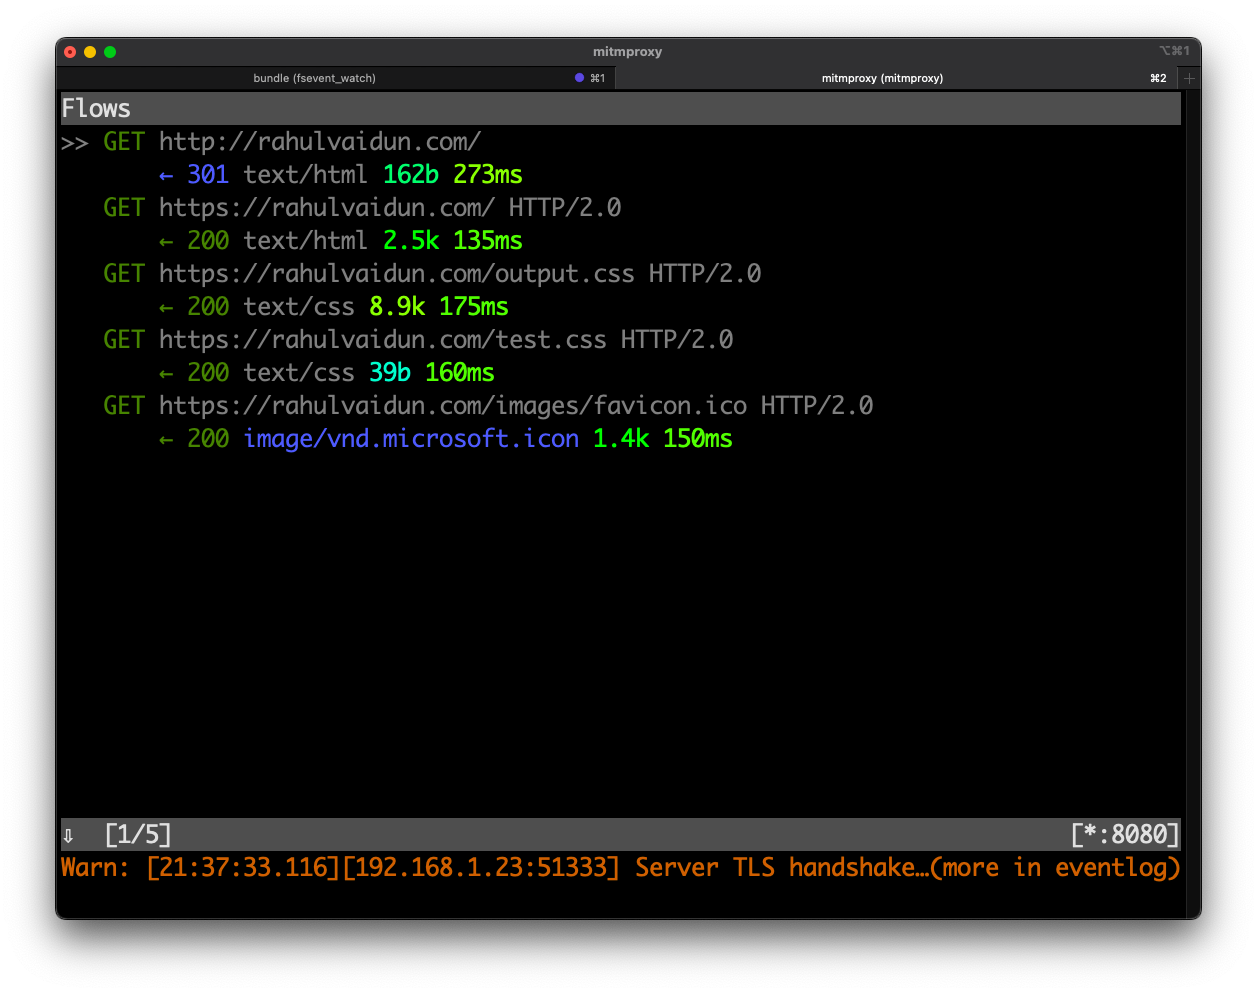 mitmproxy
⌥⌘1
bundle (fsevent_watch) ⌘1
mitmproxy (mitmproxy) ⌘2 +
Flows
>> GET http://rahulvaidun.com/
← 301 text/html 162b 273ms
GET https://rahulvaidun.com/ HTTP/2.0
← 200 text/html 2.5k 135ms
GET https://rahulvaidun.com/output.css HTTP/2.0
← 200 text/css 8.9k 175ms
GET https://rahulvaidun.com/test.css HTTP/2.0
← 200 text/css 39b 160ms
GET https://rahulvaidun.com/images/favicon.ico HTTP/2.0
← 200 image/vnd.microsoft.icon 1.4k 150ms
⇩ [1/5] [*:8080]
Warn: [21:37:33.116][192.168.1.23:51333] Server TLS handshake…(more in eventlog)